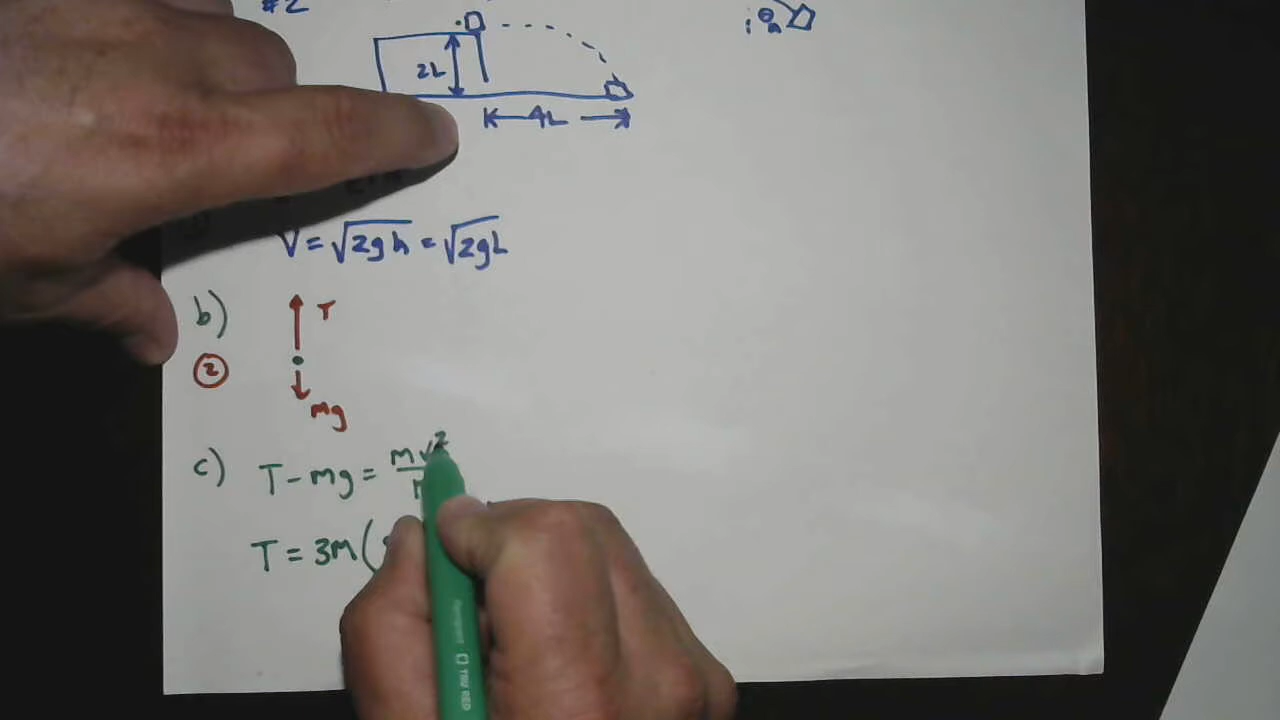 #2
2L
4L
V = √2gh = √2gL
b)
T
②
mg
c) T - mg = mv²
T = 3M(